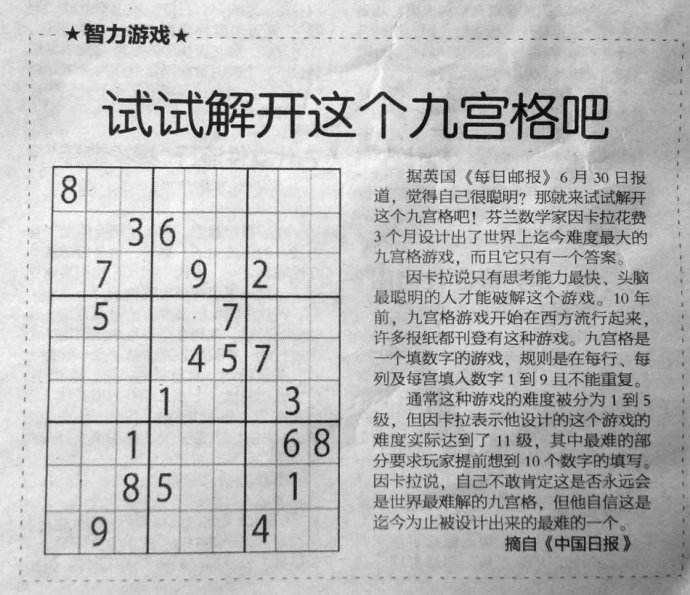 ★智力游戏★
试试解开这个九宫格吧
8
3 6
7 9 2
5 7
4 5 7
1 3
1 6 8
8 5 1
9 4
据英国《每日邮报》6月30日报
道，觉得自己很聪明？那就来试试解开
这个九宫格吧！芬兰数学家因卡拉花费
3个月设计出了世界上迄今难度最大的
九宫格游戏，而且它只有一个答案。
因卡拉说只有思考能力最快、头脑
最聪明的人才能破解这个游戏。10年
前，九宫格游戏开始在西方流行起来，
许多报纸都刊登有这种游戏。九宫格是
一个填数字的游戏，规则是在每行、每
列及每宫填入数字1到9且不能重复。
通常这种游戏的难度被分为1到5
级，但因卡拉表示他设计的这个游戏的
难度实际达到了11级，其中最难的部
分要求玩家提前想到10个数字的填写。
因卡拉说，自己不敢肯定这是否永远会
是世界最难解的九宫格，但他自信这是
迄今为止被设计出来的最难的一个。
摘自《中国日报》